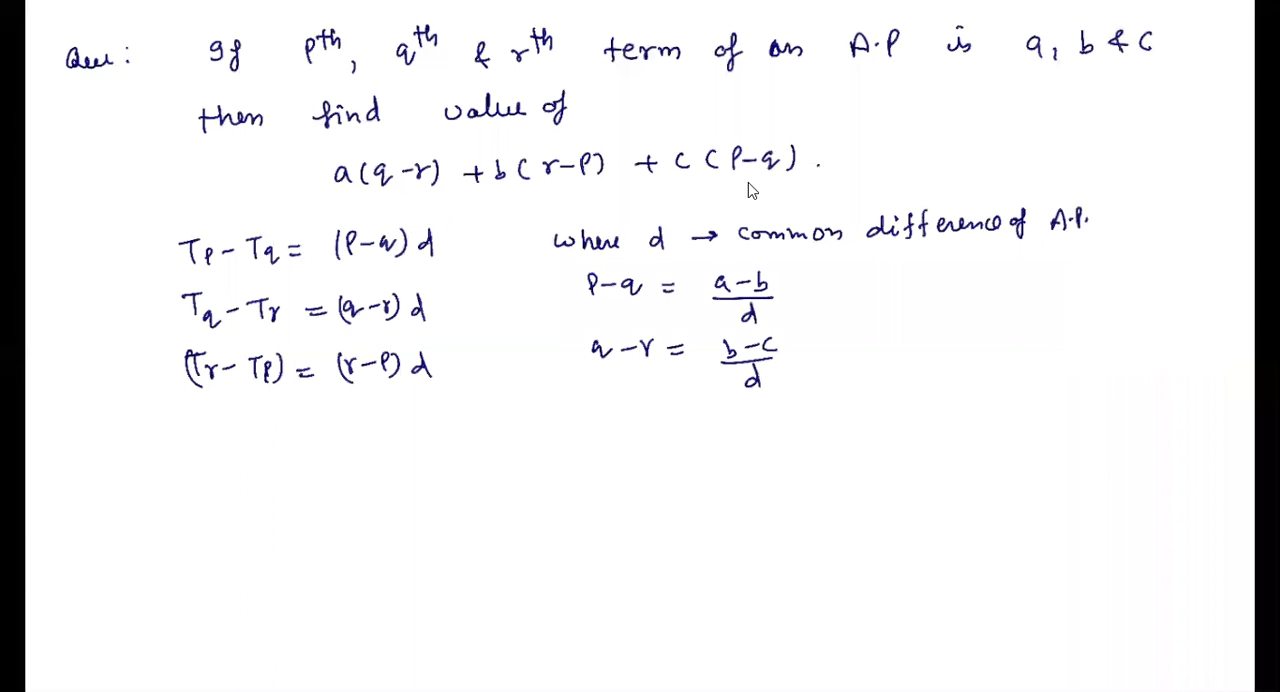 Que: If pth, qth & rth term of an A.P is a, b & c
then find value of
a(q-r) + b(r-p) + c(p-q).
Tp - Tq = (p-q)d where d → common difference of A.P.
p-q = a-b/d
Tq - Tr = (q-r)d
q-r = b-c/d
(Tr - Tp) = (r-p)d